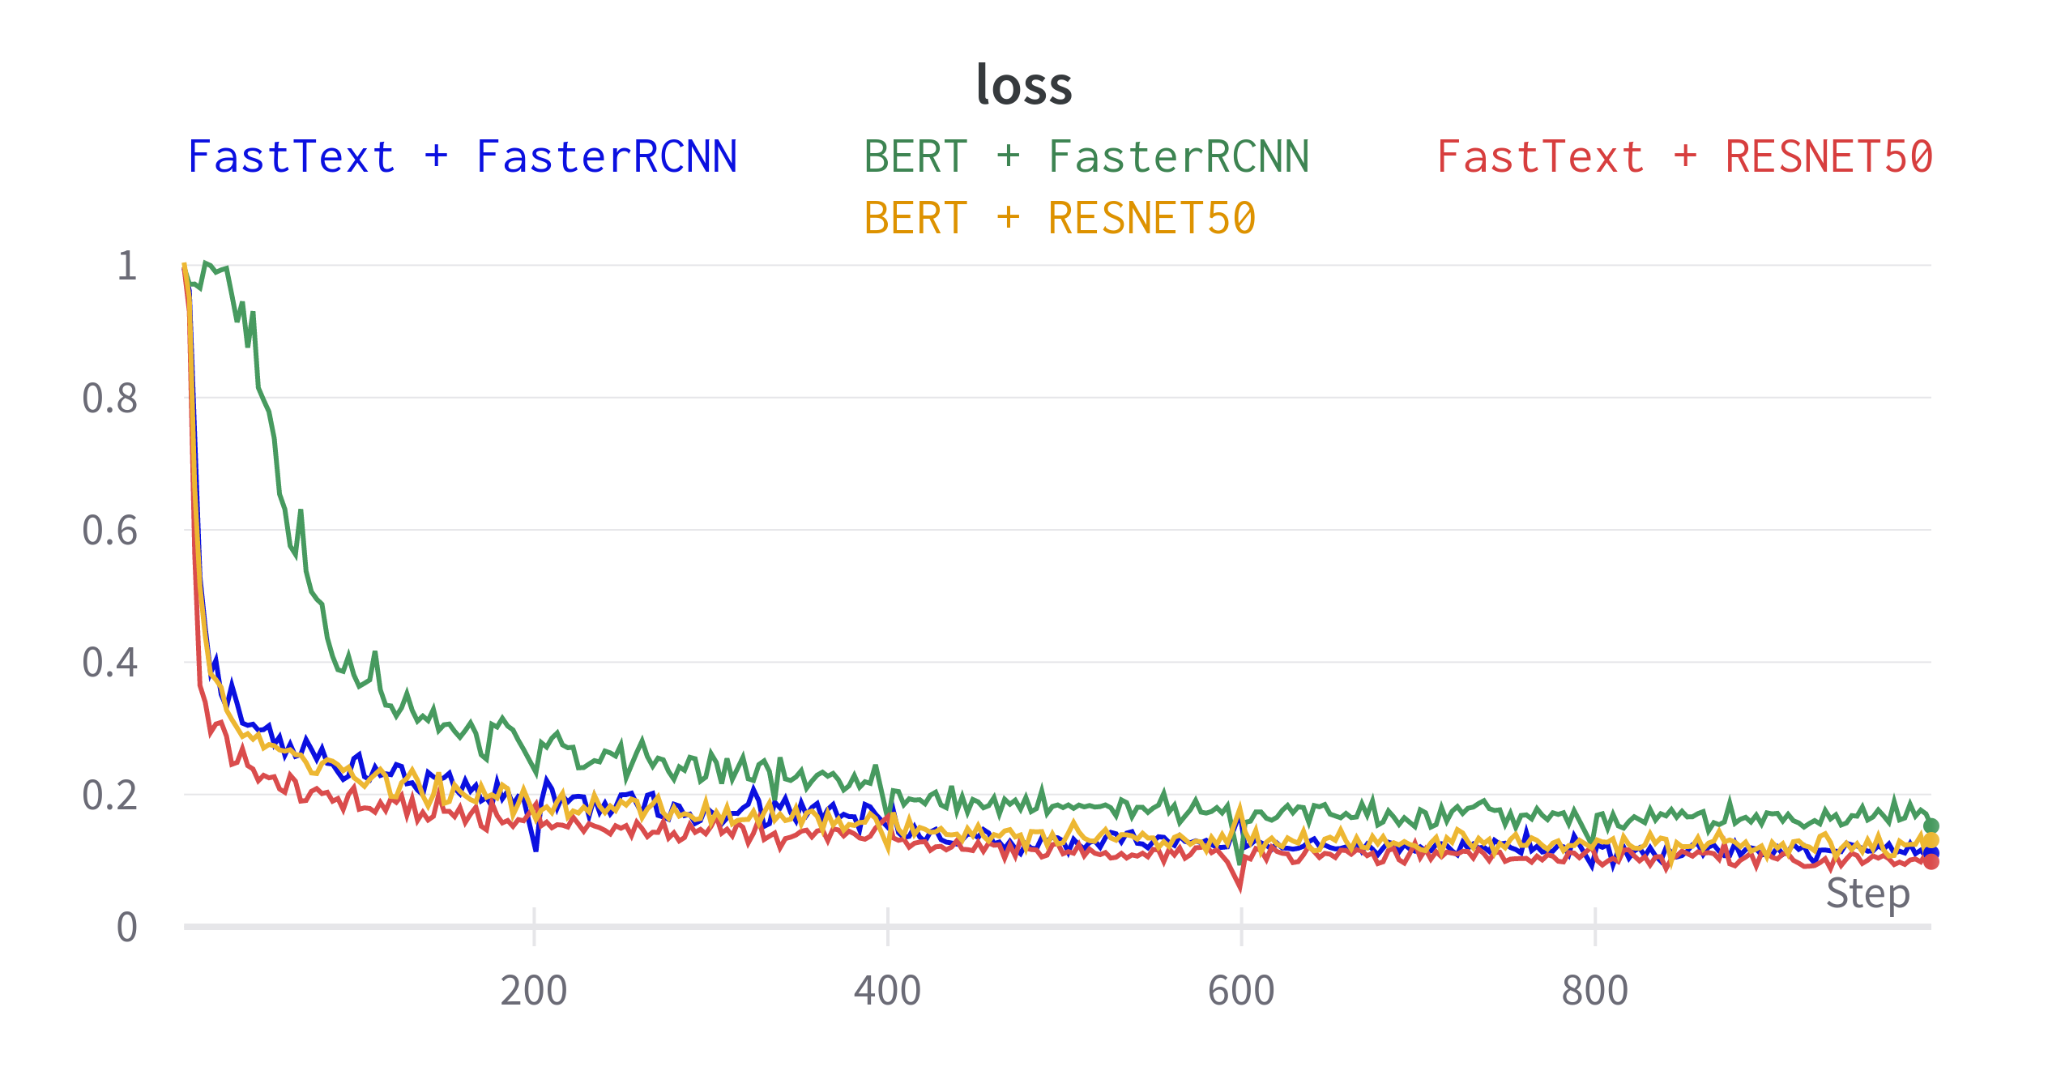 loss
FastText + FasterRCNN BERT + FasterRCNN FastText + RESNET50
BERT + RESNET50
1
0.8
0.6
0.4
0.2
Step
0
200 400 600 800